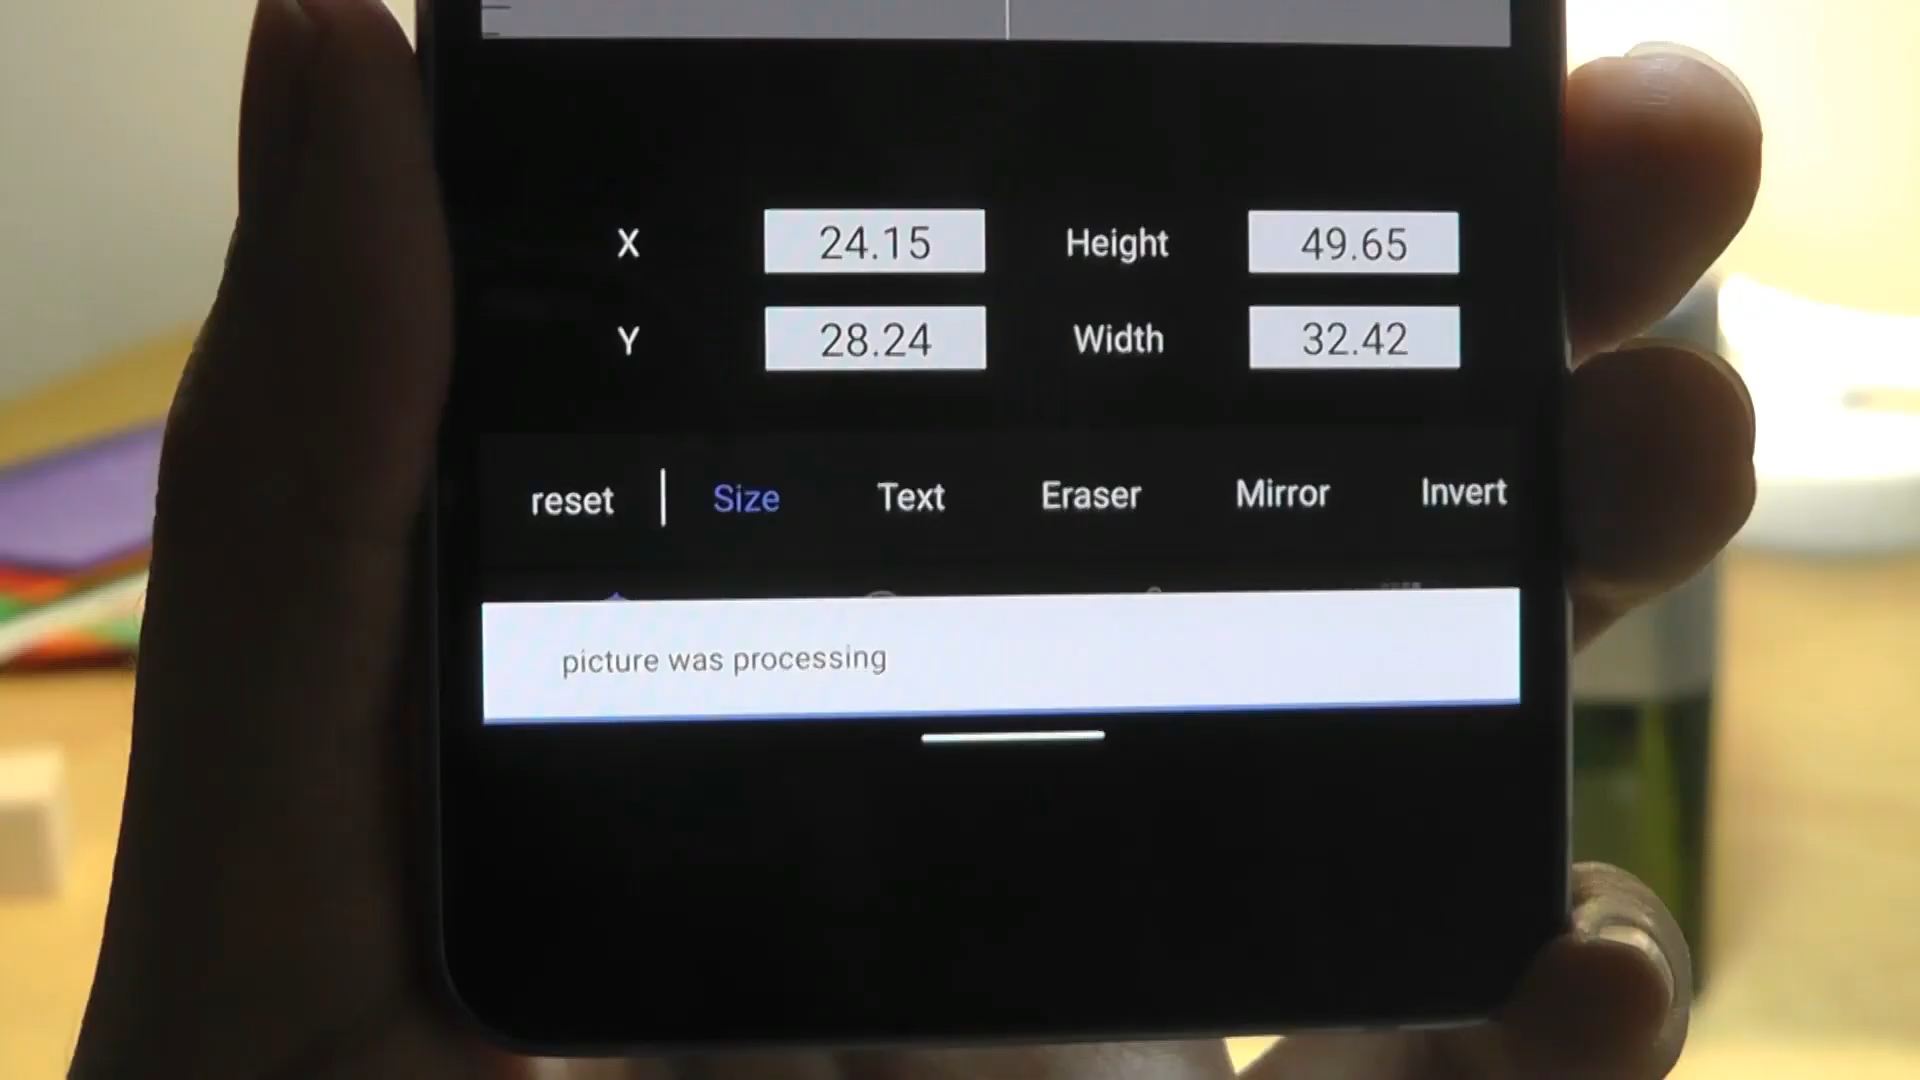 X 24.15 Height 49.65
Y 28.24 Width 32.42
reset Size Text Eraser Mirror Invert
picture was processing